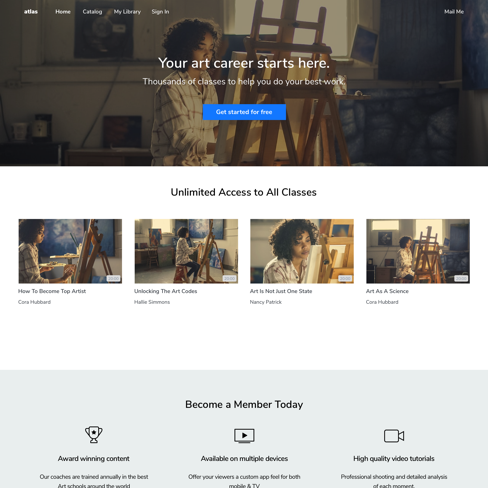 atlas Home Catalog My Library Sign In Mail Me
Your art career starts here.
Thousands of classes to help you do your best work.
Get started for free
Unlimited Access to All Classes
How To Become Top Artist
Cora Hubbard
Unlocking The Art Codes
Hallie Simmons
Art Is Not Just One State
Nancy Patrick
Art As A Science
Cora Hubbard
Become a Member Today
Award winning content
Our coaches are trained annually in the best
Art schools around the world
Available on multiple devices
Offer your viewers a custom app feel for both
mobile & TV
High quality video tutorials
Professional shooting and detailed analysis
of each moment.